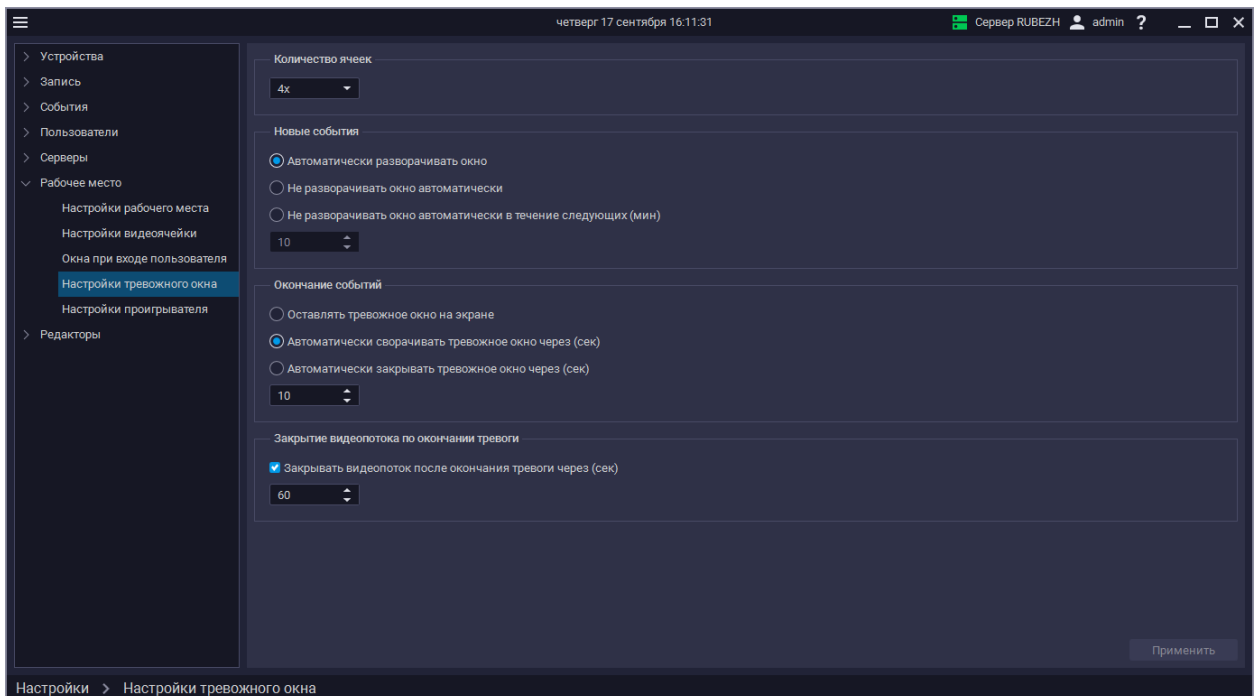 четверг 17 сентября 16:11:31
Сервер RUBEZH admin ?
Устройства
Запись
События
Пользователи
Серверы
Рабочее место
Настройки рабочего места
Настройки видеоячейки
Окна при входе пользователя
Настройки тревожного окна
Настройки проигрывателя
Редакторы
Количество ячеек
4x
Новые события
Автоматически разворачивать окно
Не разворачивать окно автоматически
Не разворачивать окно автоматически в течение следующих (мин)
10
Окончание событий
Оставлять тревожное окно на экране
Автоматически сворачивать тревожное окно через (сек)
Автоматически закрывать тревожное окно через (сек)
10
Закрытие видеопотока по окончании тревоги
Закрывать видеопоток после окончания тревоги через (сек)
60
Применить
Настройки > Настройки тревожного окна